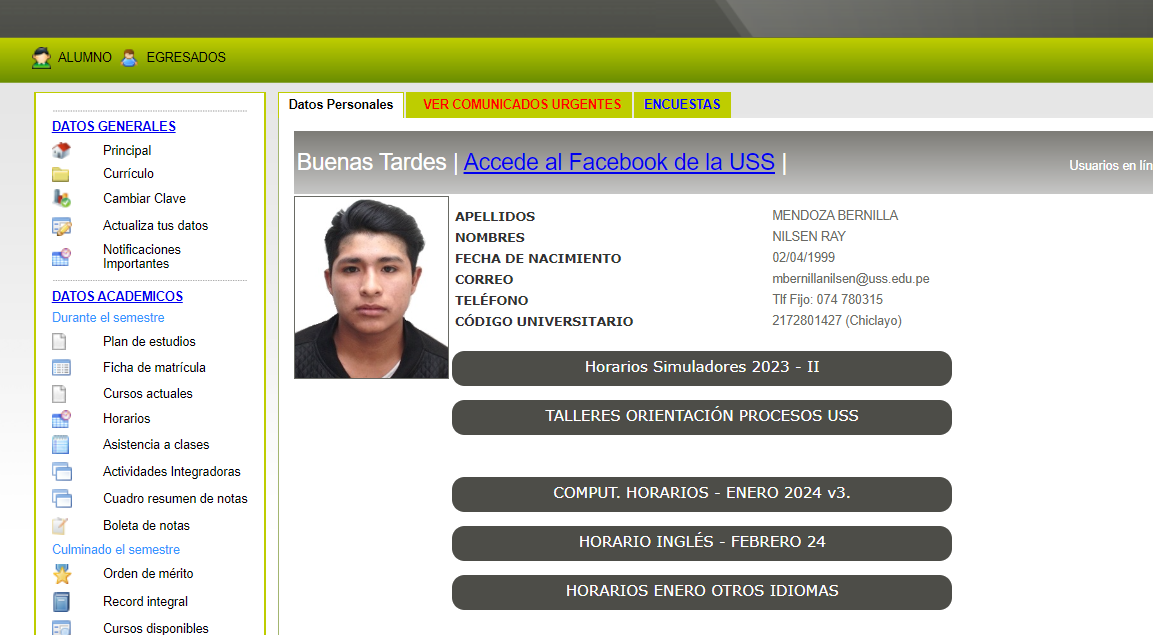 ALUMNO EGRESADOS
DATOS GENERALES
Principal
Currículo
Cambiar Clave
Actualiza tus datos
Notificaciones
Importantes
DATOS ACADEMICOS
Durante el semestre
Plan de estudios
Ficha de matrícula
Cursos actuales
Horarios
Asistencia a clases
Actividades Integradoras
Cuadro resumen de notas
Boleta de notas
Culminado el semestre
Orden de mérito
Record integral
Cursos disponibles
Datos Personales VER COMUNICADOS URGENTES ENCUESTAS
Buenas Tardes | Accede al Facebook de la USS |
Usuarios en lín
APELLIDOS MENDOZA BERNILLA
NOMBRES NILSEN RAY
FECHA DE NACIMIENTO 02/04/1999
CORREO mbernillanilsen@uss.edu.pe
TELÉFONO Tlf Fijo: 074 780315
CÓDIGO UNIVERSITARIO 2172801427 (Chiclayo)
Horarios Simuladores 2023 - II
TALLERES ORIENTACIÓN PROCESOS USS
COMPUT. HORARIOS - ENERO 2024 v3.
HORARIO INGLÉS - FEBRERO 24
HORARIOS ENERO OTROS IDIOMAS